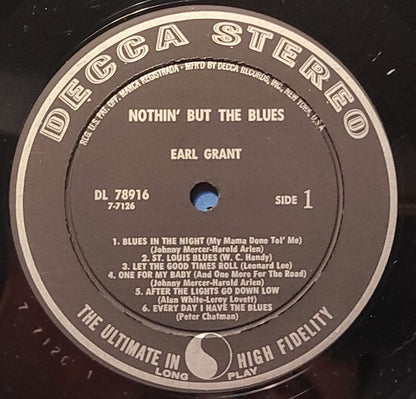 DECCA STEREO
REG. U.S. PAT. OFF. MARCA REGISTRADA - MFR'D BY DECCA RECORDS, INC., NEW YORK, U.S.A.
NOTHIN' BUT THE BLUES
EARL GRANT
DL 78916
7-7126
SIDE 1
1. BLUES IN THE NIGHT (My Mama Done Tol' Me)
(Johnny Mercer-Harold Arlen)
2. ST. LOUIS BLUES (W. C. Handy)
3. LET THE GOOD TIMES ROLL (Leonard Lee)
4. ONE FOR MY BABY (And One More For The Road)
(Johnny Mercer-Harold Arlen)
5. AFTER THE LIGHTS GO DOWN LOW
(Alan White-Leroy Lovett)
6. EVERY DAY I HAVE THE BLUES
(Peter Chatman)
THE ULTIMATE IN HIGH FIDELITY
LONG PLAY